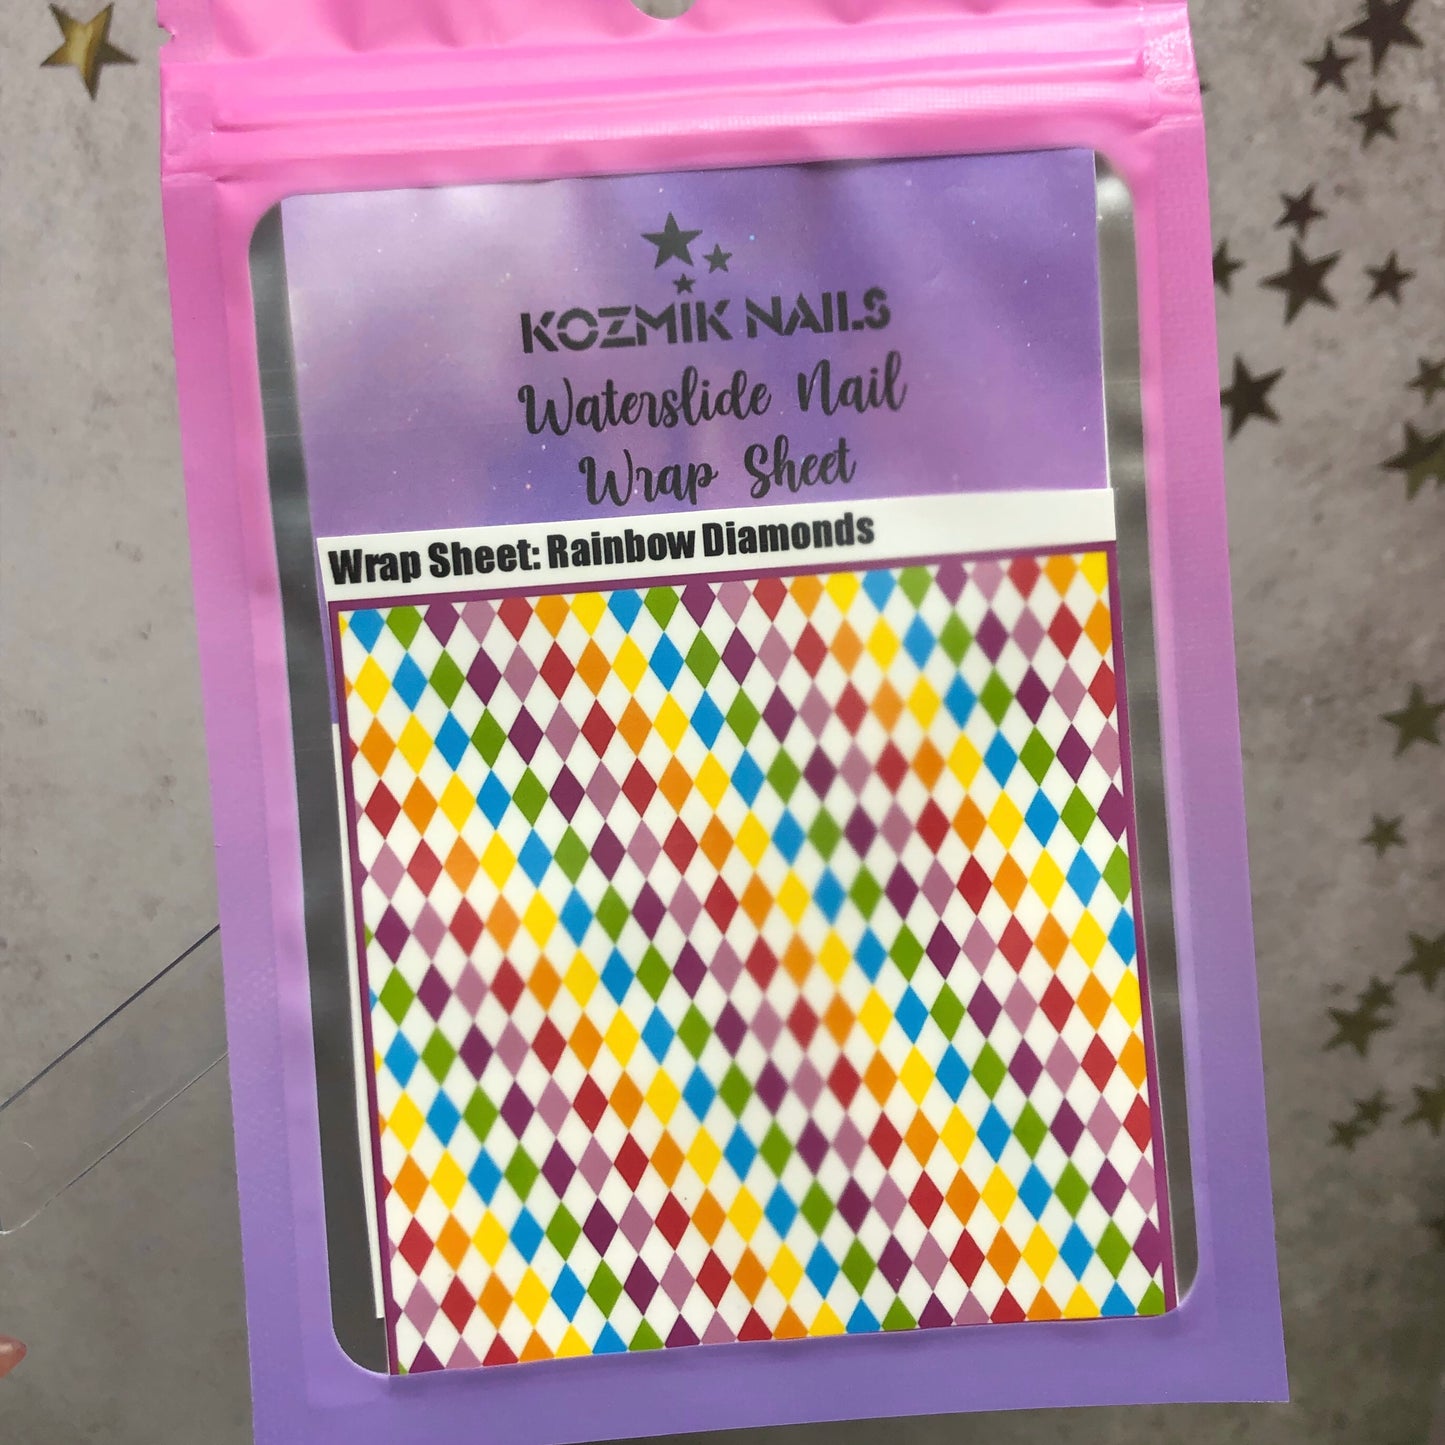 KOZMIK NAILS
Waterslide Nail
Wrap Sheet
Wrap Sheet: Rainbow Diamonds